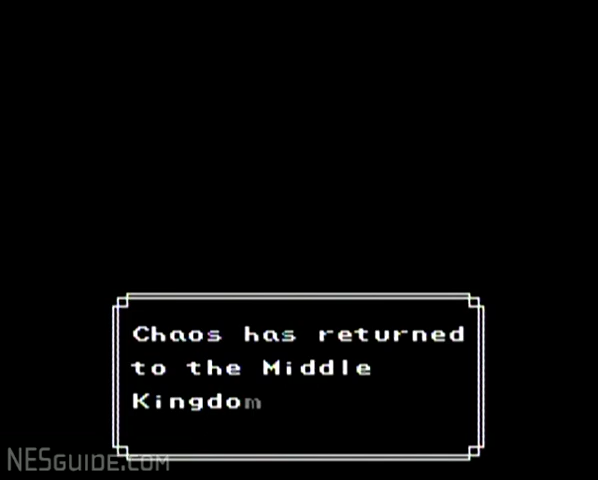 Chaos has returned
to the Middle
Kingdom
NESGUIDE.COM